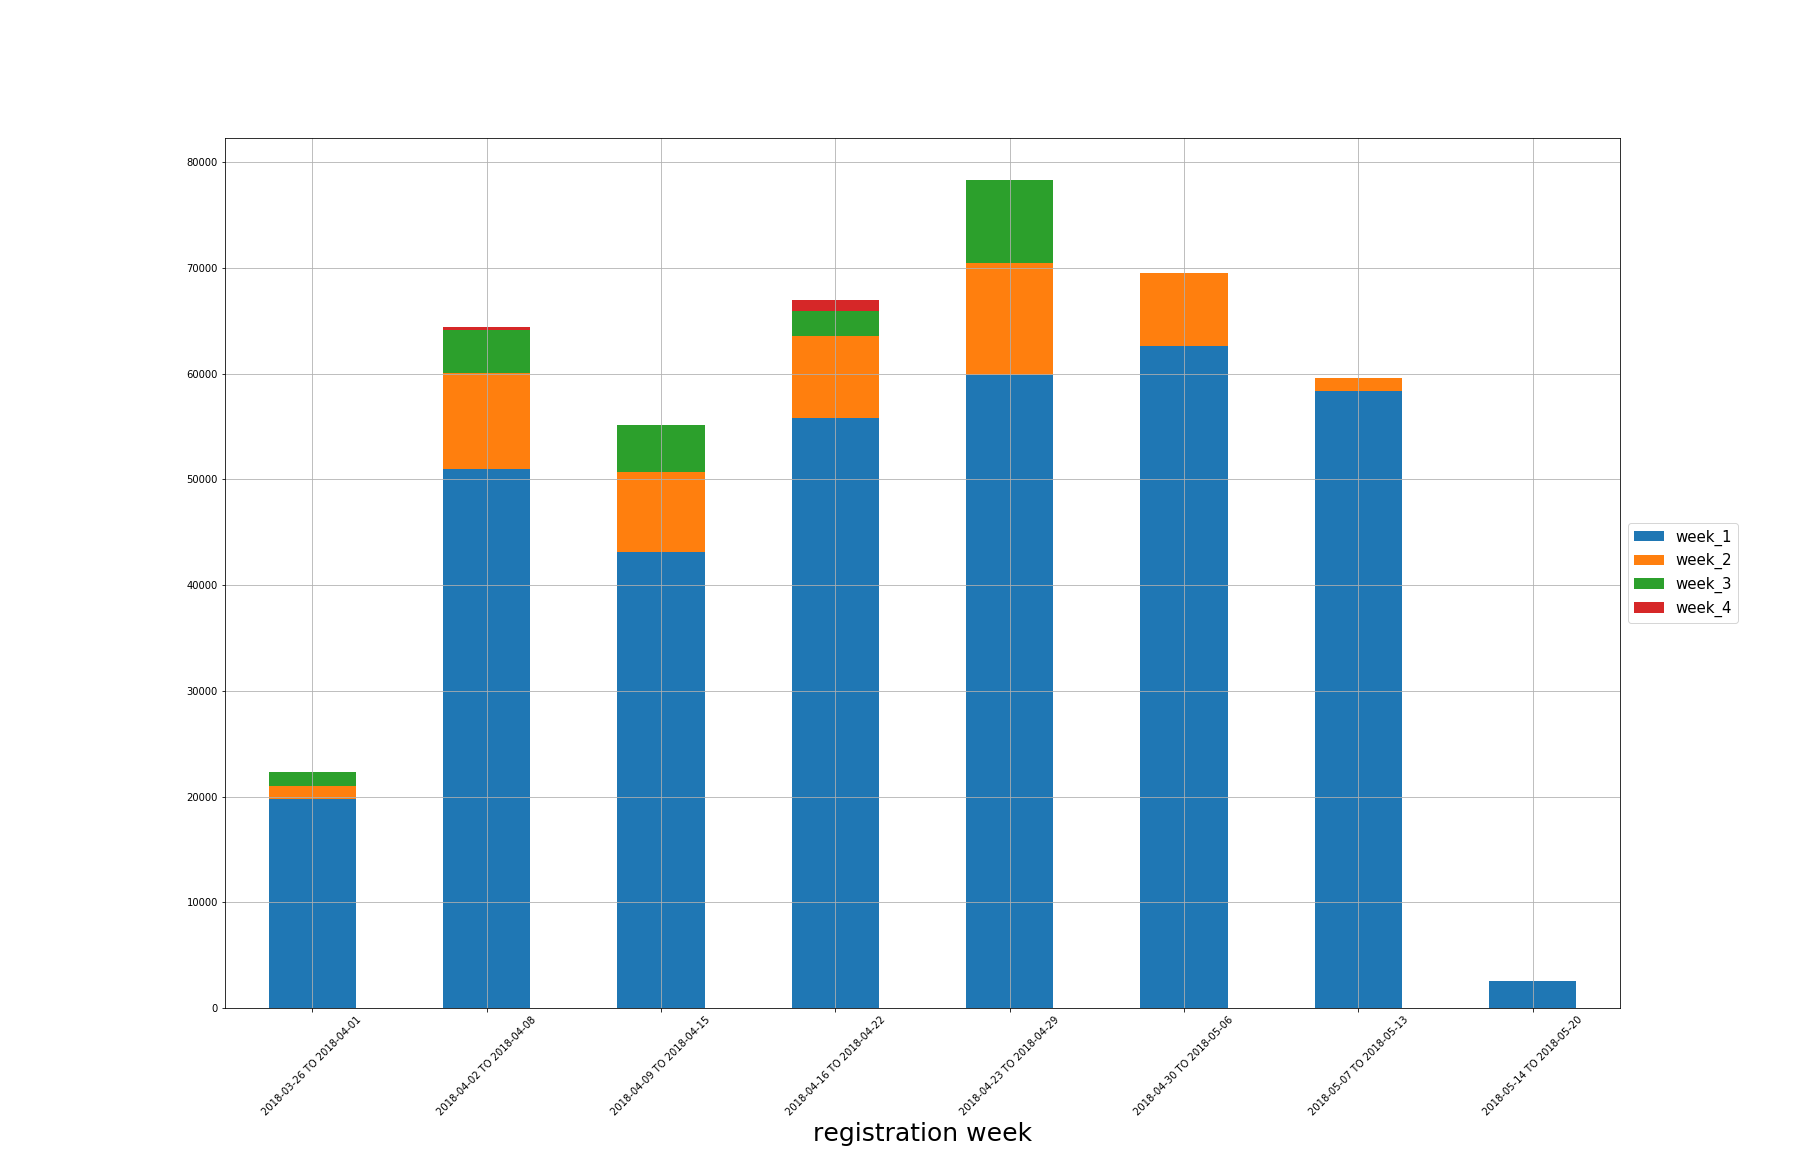 80000
70000
60000
50000
40000
30000
20000
10000
0
week_1
week_2
week_3
week_4
2018-03-26 TO 2018-04-01
2018-04-02 TO 2018-04-08
2018-04-09 TO 2018-04-15
2018-04-16 TO 2018-04-22
2018-04-23 TO 2018-04-29
2018-04-30 TO 2018-05-06
2018-05-07 TO 2018-05-13
2018-05-14 TO 2018-05-20
registration week